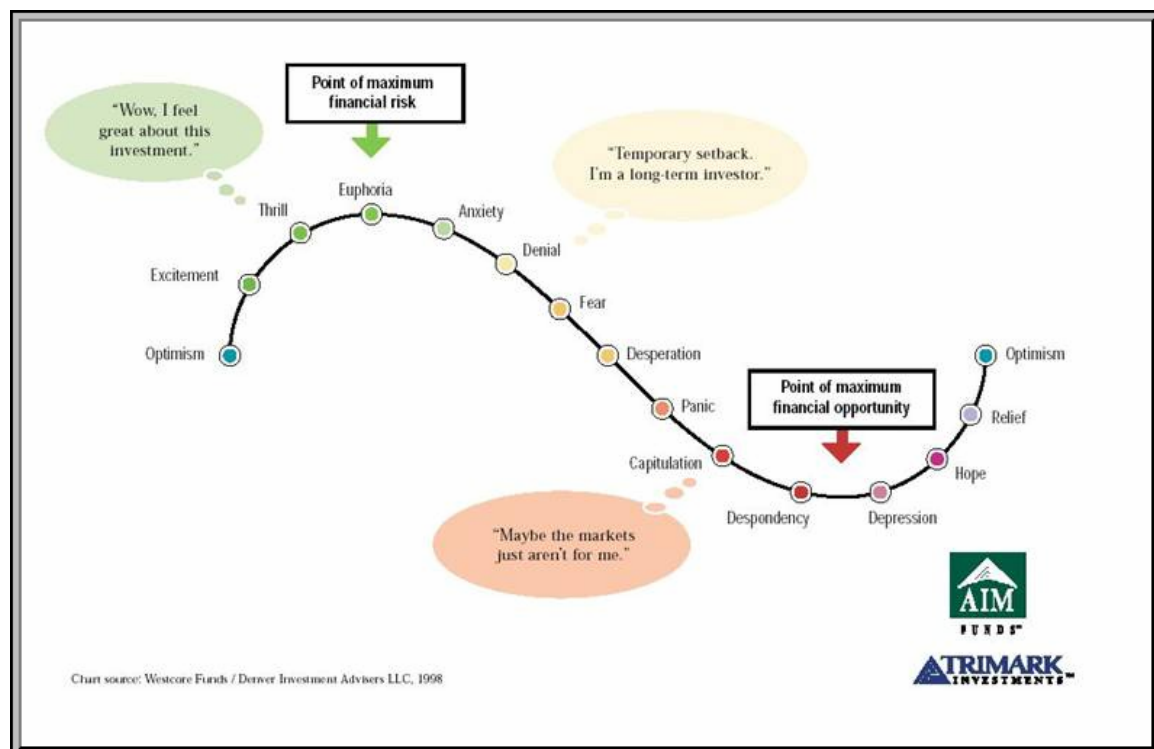 Point of maximum
financial risk
“Wow, I feel
great about this
investment.”
“Temporary setback.
I’m a long-term investor.”
Euphoria
Thrill
Anxiety
Denial
Excitement
Fear
Optimism
Desperation
Optimism
Point of maximum
financial opportunity
Panic
Relief
Capitulation
Hope
Despondency
Depression
“Maybe the markets
just aren’t for me.”
AIM
FUNDS™
TRIMARK
INVESTMENTS™
Chart source: Westcore Funds / Denver Investment Advisers LLC, 1998